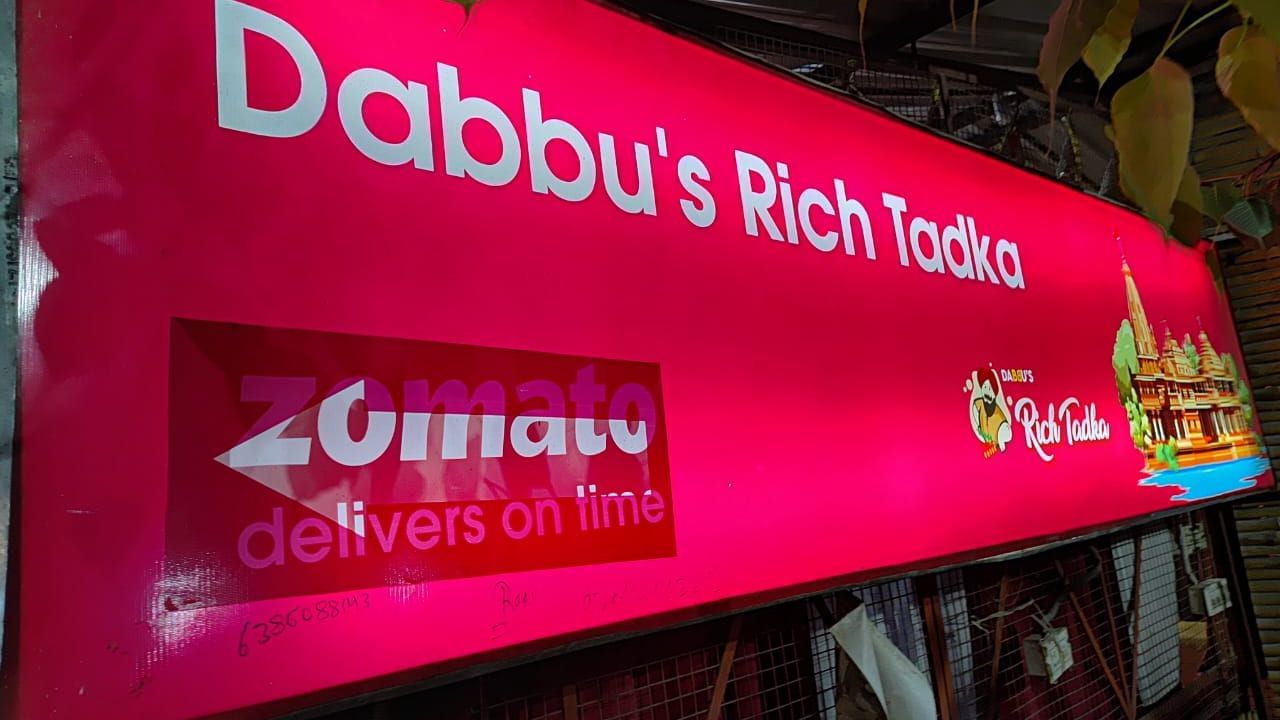 Dabbu's Rich Tadka
zomato
delivers on time
DABBU'S
Rich Tadka